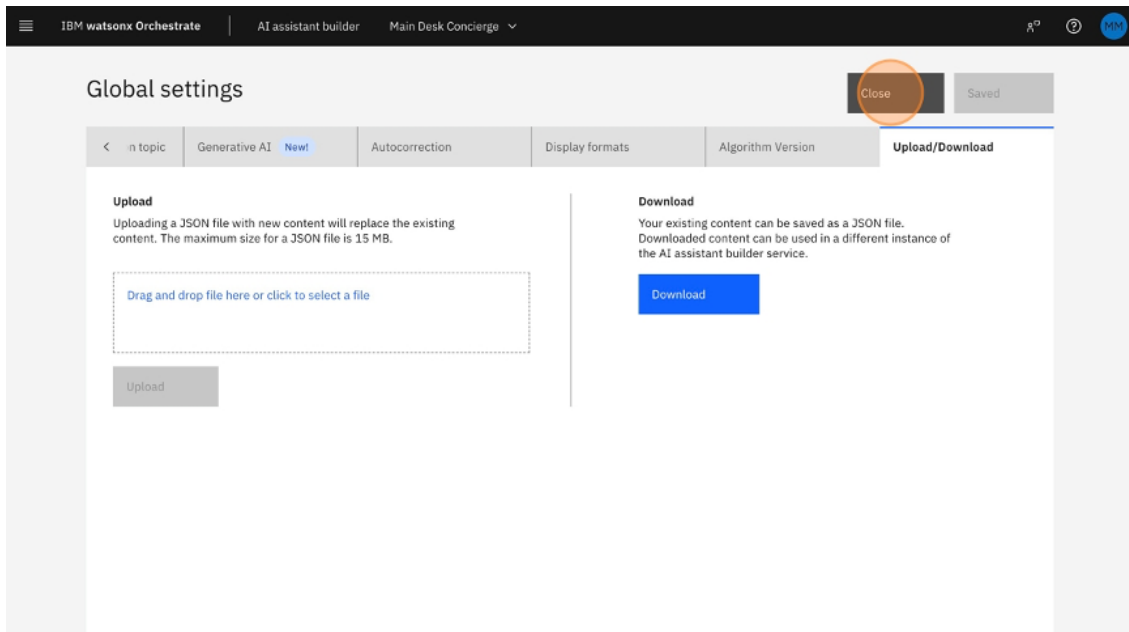 IBM watsonx Orchestrate
AI assistant builder
Main Desk Concierge
MM
Global settings
Close
Saved
n topic
Generative AI New!
Autocorrection
Display formats
Algorithm Version
Upload/Download
Upload
Uploading a JSON file with new content will replace the existing
content. The maximum size for a JSON file is 15 MB.
Drag and drop file here or click to select a file
Upload
Download
Your existing content can be saved as a JSON file.
Downloaded content can be used in a different instance of
the AI assistant builder service.
Download